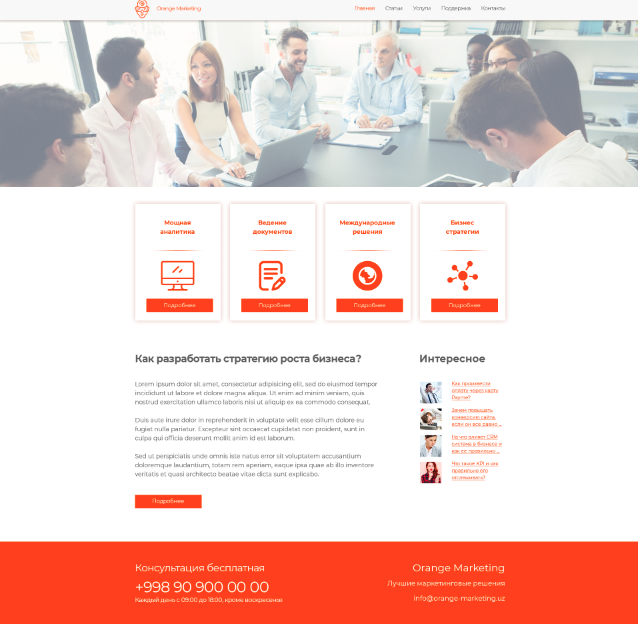 Orange Marketing
Главная Статьи Услуги Поддержка Контакты
Мощная
аналитика
Ведение
документов
Международные
решения
Бизнес
стратегии
Подробнее
Подробнее
Подробнее
Подробнее
Как разработать стратегию роста бизнеса?
Lorem ipsum dolor sit amet, consectetur adipisicing elit, sed do eiusmod tempor
incididunt ut labore et dolore magna aliqua. Ut enim ad minim veniam, quis
nostrud exercitation ullamco laboris nisi ut aliquip ex ea commodo consequat.
Duis aute irure dolor in reprehenderit in voluptate velit esse cillum dolore eu
fugiat nulla pariatur. Excepteur sint occaecat cupidatat non proident, sunt in
culpa qui officia deserunt mollit anim id est laborum.
Sed ut perspiciatis unde omnis iste natus error sit voluptatem accusantium
doloremque laudantium, totam rem aperiam, eaque ipsa quae ab illo inventore
veritatis et quasi architecto beatae vitae dicta sunt explicabo.
Подробнее
Интересное
Как произвести
оплату через карту
Зачем повышать
конверсию сайта,
если он все равно ...
На что влияет CRM
система в бизнесе и
как ее правильно ...
Что такое KPI и как
правильно его
отслеживать?
Консультация бесплатная
+998 90 900 00 00
Каждый день с 09:00 до 18:00, кроме воскресения
Orange Marketing
Лучшие маркетинговые решения
info@orange-marketing.uz